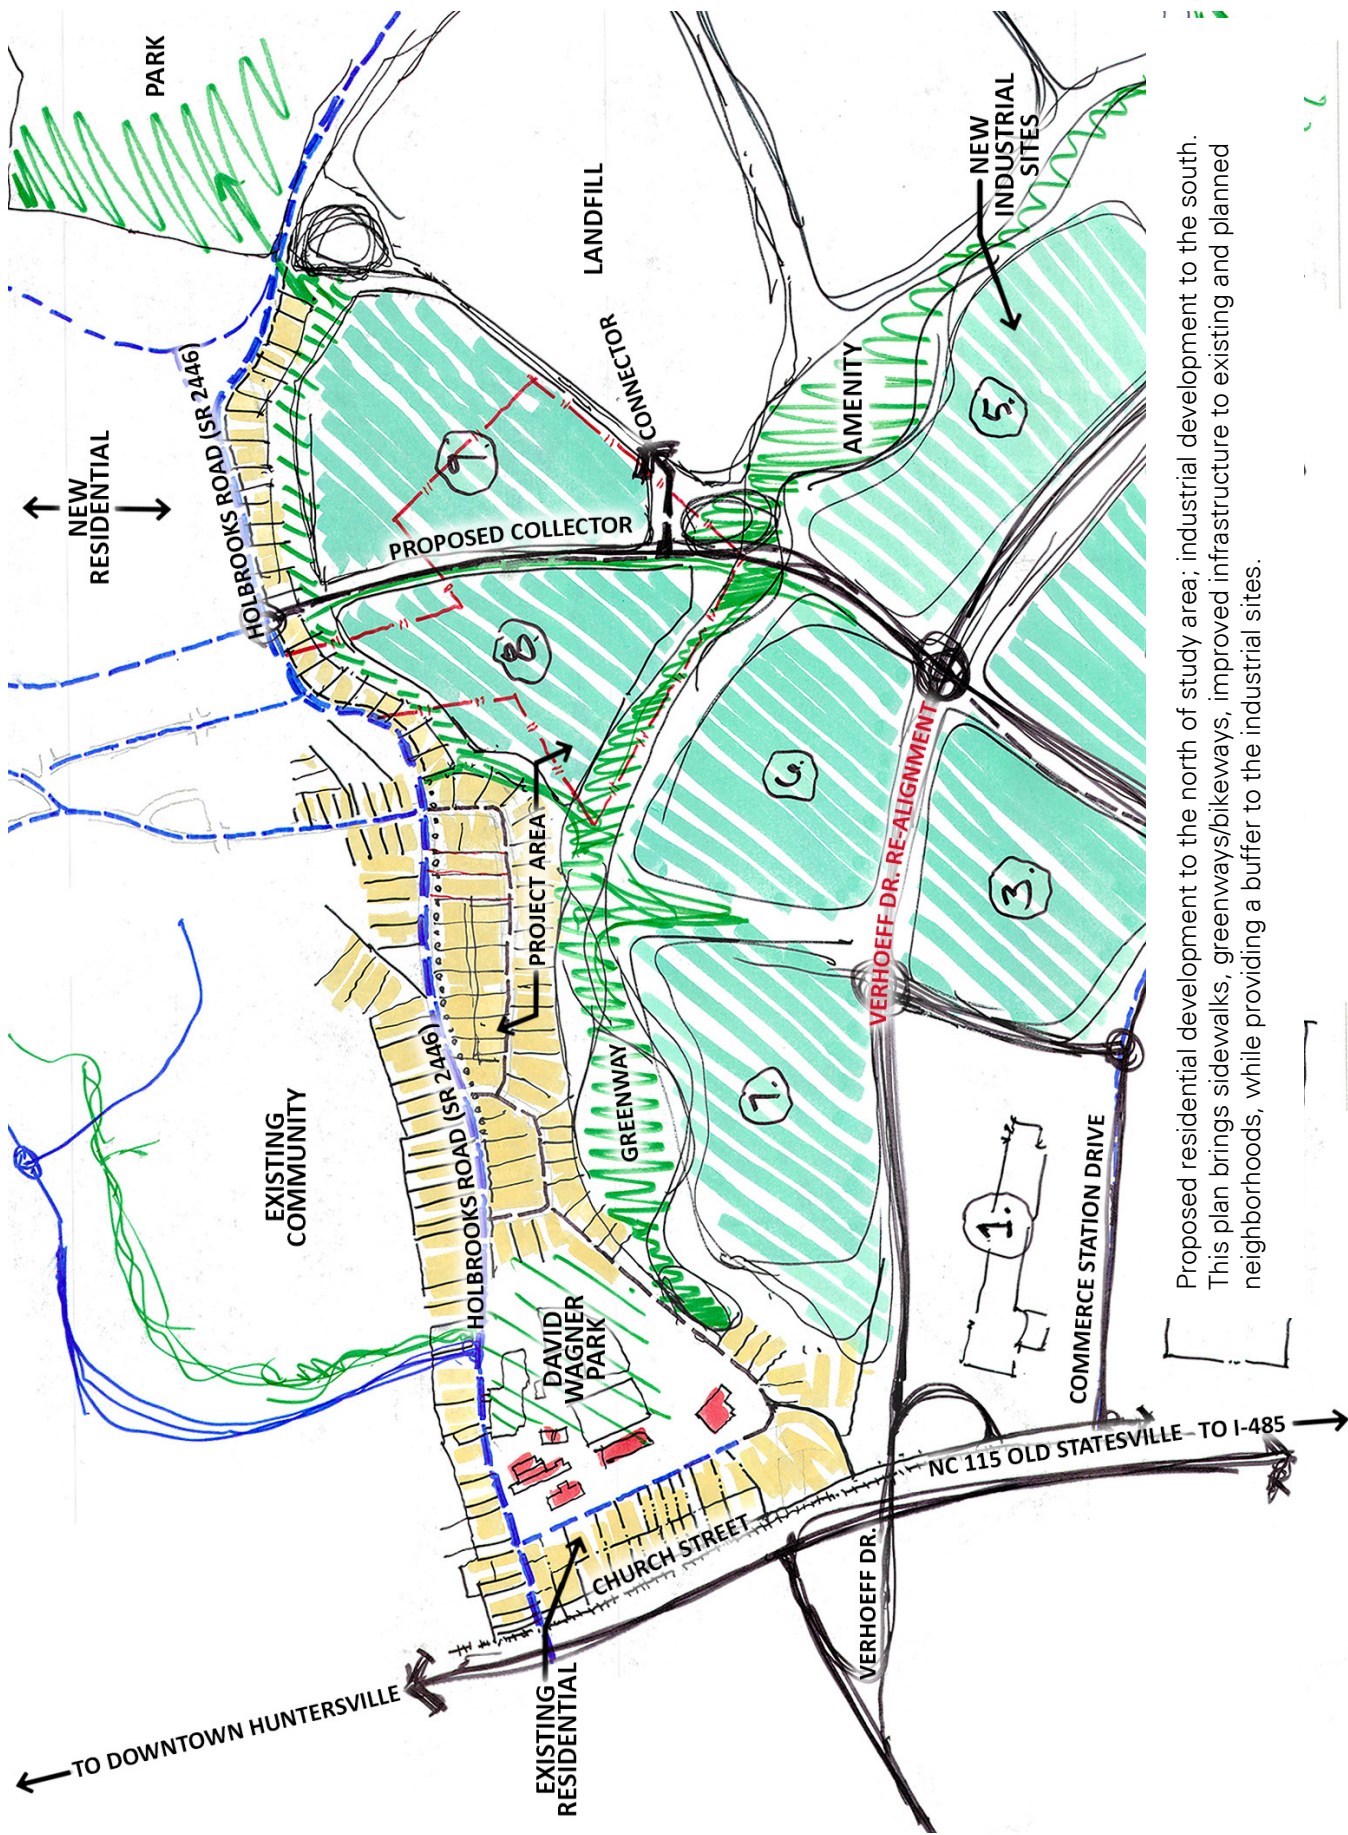 TO DOWNTOWN HUNTERSVILLE
EXISTING
COMMUNITY
NEW
RESIDENTIAL
PARK
HOLBROOKS ROAD (SR 2446)
HOLBROOKS ROAD (SR 2446)
EXISTING
RESIDENTIAL
DAVID
WAGNER
PARK
PROJECT AREA
8
PROPOSED COLLECTOR
9
CONNECTOR
LANDFILL
CHURCH STREET
GREENWAY
7.
6.
AMENITY
VERHOEFF DR.
VERHOEFF DR. RE-ALIGNMENT
NEW
INDUSTRIAL
SITES
5.
3.
1.
NC 115 OLD STATESVILLE - TO I-485
COMMERCE STATION DRIVE
Proposed residential development to the north of study area; industrial development to the south.
This plan brings sidewalks, greenways/bikeways, improved infrastructure to existing and planned
neighborhoods, while providing a buffer to the industrial sites.